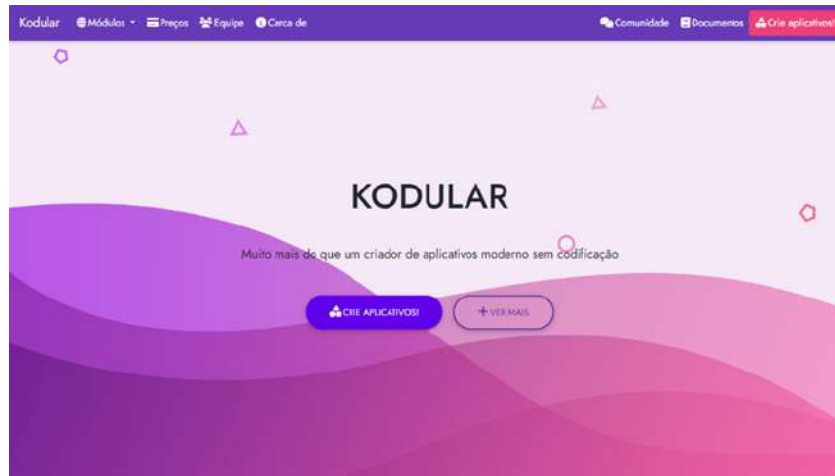 Kodular Módulos Preços Equipe Cerca de Comunidade Documentos Crie aplicativos!
KODULAR
Muito mais do que um criador de aplicativos moderno sem codificação
CRIE APLICATIVOS! + VER MAIS